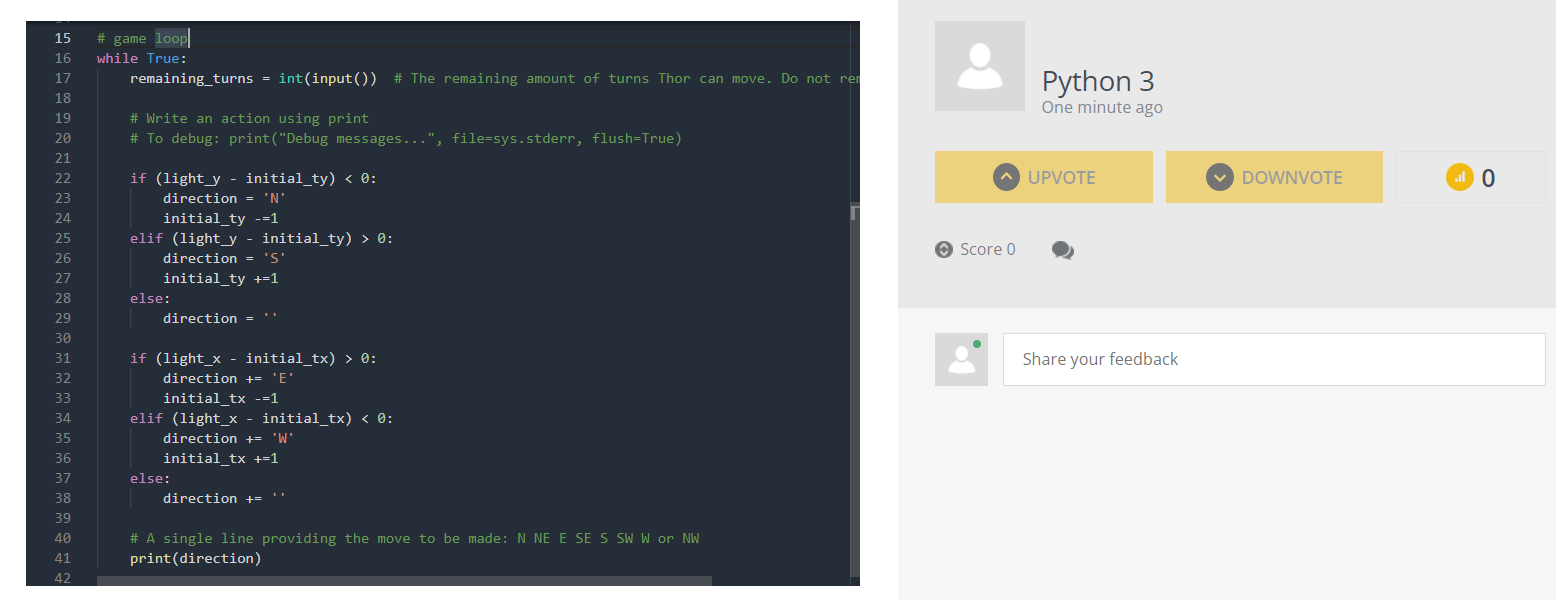 15 # game loop
16 while True:
17 remaining_turns = int(input())  # The remaining amount of turns Thor can move. Do not
18
19 # Write an action using print
20 # To debug: print("Debug messages...", file=sys.stderr, flush=True)
21
22 if (light_y - initial_ty) < 0:
23 direction = 'N'
24 initial_ty -=1
25 elif (light_y - initial_ty) > 0:
26 direction = 'S'
27 initial_ty +=1
28 else:
29 direction = ''
30
31 if (light_x - initial_tx) > 0:
32 direction += 'E'
33 initial_tx -=1
34 elif (light_x - initial_tx) < 0:
35 direction += 'W'
36 initial_tx +=1
37 else:
38 direction += ''
39
40 # A single line providing the move to be made: N NE E SE S SW W or NW
41 print(direction)
42
Python 3
One minute ago
UPVOTE DOWNVOTE 0
Score 0
Share your feedback